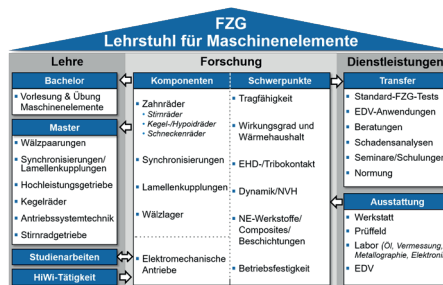 FZG
Lehrstuhl für Maschinenelemente
Lehre
Bachelor
Vorlesung & Übung
Maschinenelemente
Master
Wälzpaarungen
Synchronisierungen/
Lamellenkupplungen
Hochleistungsgetriebe
Kegelräder
Antriebssystemtechnik
Stirnradgetriebe
Studienarbeiten
HiWi-Tätigkeit
Forschung
Komponenten
Zahnräder
Stirnräder
Kegel-/Hypoidräder
Schneckenräder
Synchronisierungen
Lamellenkupplungen
Wälzlager
Elektromechanische
Antriebe
Schwerpunkte
Tragfähigkeit
Wirkungsgrad und
Wärmehaushalt
EHD-/Tribokontakt
Dynamik/NVH
NE-Werkstoffe/
Composites/
Beschichtungen
Betriebsfestigkeit
Dienstleistungen
Transfer
Standard-FZG-Tests
EDV-Anwendungen
Beratungen
Schadensanalysen
Seminare/Schulungen
Normung
Ausstattung
Werkstatt
Prüffeld
Labor (Öl, Vermessung,
Metallographie, Elektronik
EDV